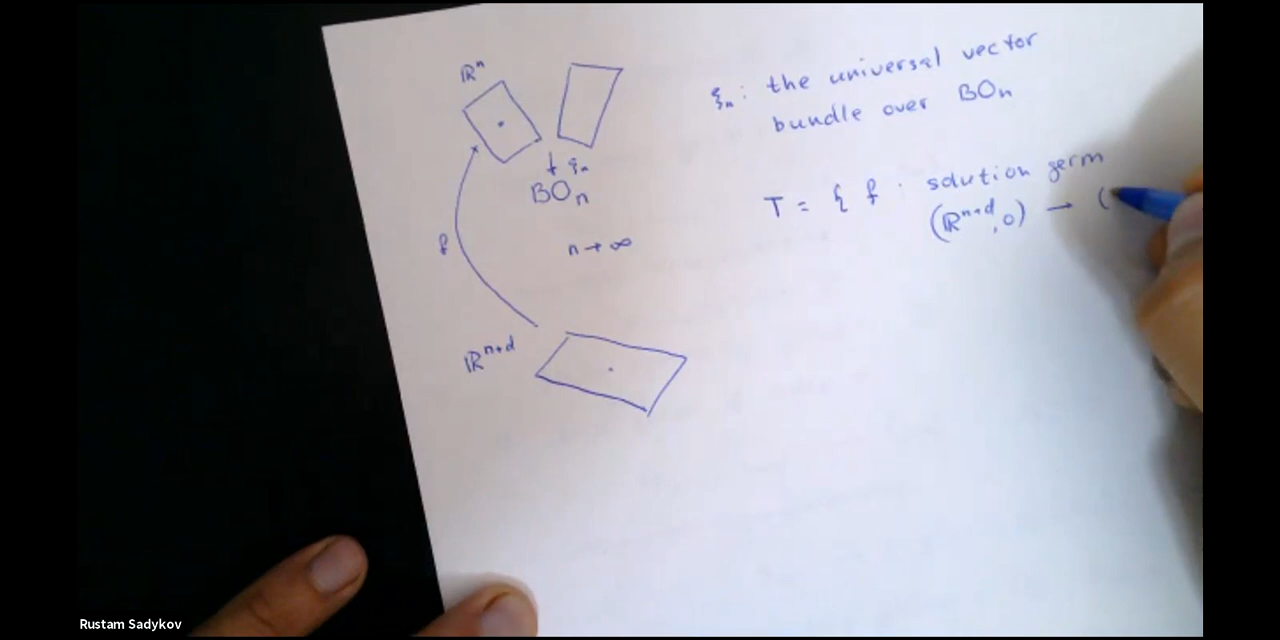 ℝⁿ
ξₙ
BOₙ
f
n → ∞
ℝⁿ⁺ᵈ
ξₙ: the universal vector
bundle over BOₙ
T = { f : solution germ
(ℝⁿ⁺ᵈ, 0) → (
Rustam Sadykov